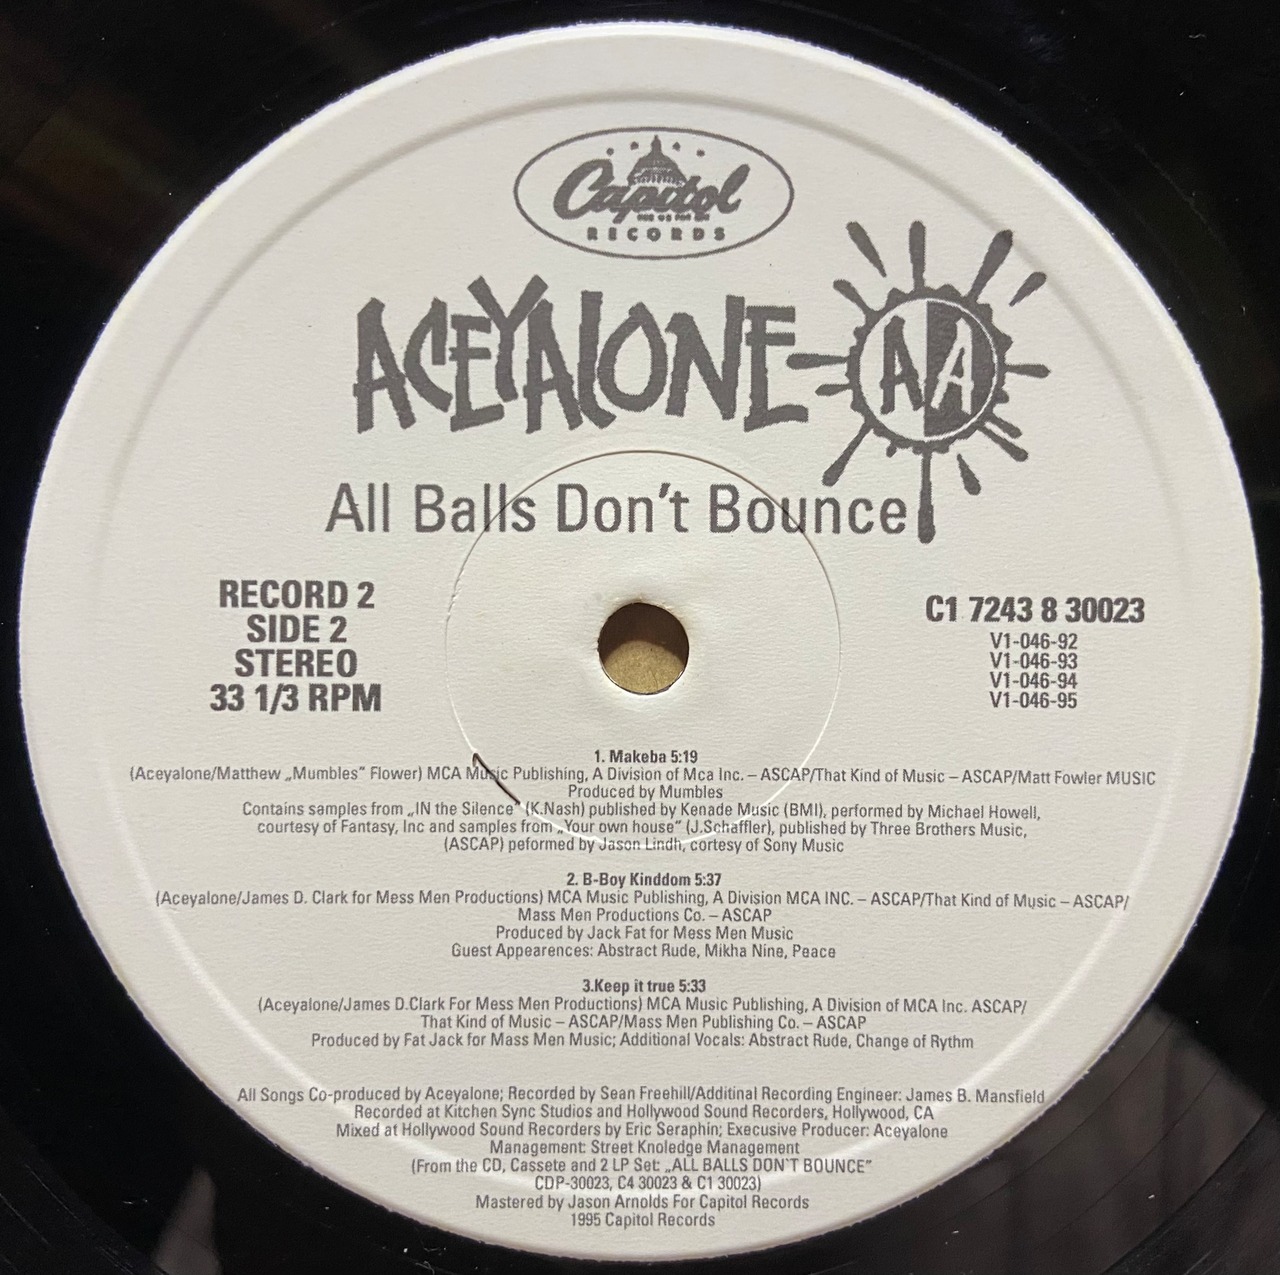 Capitol
RECORDS
ACEYALONE
AA
All Balls Don't Bounce
RECORD 2
SIDE 2
STEREO
33 1/3 RPM
C1 7243 8 30023
V1-046-92
V1-046-93
V1-046-94
V1-046-95
1. Makeba 5:19
(Aceyalone/Matthew „Mumbles” Flower) MCA Music Publishing, A Division of Mca Inc. – ASCAP/That Kind of Music – ASCAP/Matt Fowler MUSIC
Produced by Mumbles
Contains samples from „IN the Silence” (K.Nash) published by Kenade Music (BMI), performed by Michael Howell,
courtesy of Fantasy, Inc and samples from „Your own house” (J.Schaffler), published by Three Brothers Music,
(ASCAP) peformed by Jason Lindh, cortesy of Sony Music
2. B-Boy Kinddom 5:37
(Aceyalone/James D. Clark for Mess Men Productions) MCA Music Publishing, A Division MCA INC. – ASCAP/That Kind of Music – ASCAP/
Mass Men Productions Co. – ASCAP
Produced by Jack Fat for Mess Men Music
Guest Appearences: Abstract Rude, Mikha Nine, Peace
3.Keep it true 5:33
(Aceyalone/James D.Clark For Mess Men Productions) MCA Music Publishing, A Division of MCA Inc. ASCAP/
That Kind of Music – ASCAP/Mass Men Publishing Co. – ASCAP
Produced by Fat Jack for Mass Men Music; Additional Vocals: Abstract Rude, Change of Rythm
All Songs Co-produced by Aceyalone; Recorded by Sean Freehill/Additinal Recording Engineer: James B. Mansfield
Recorded at Kitchen Sync Studios and Hollywood Sound Recorders, Hollywood, CA
Mixed at Hollywood Sound Recorders by Eric Seraphin; Execusive Producer: Aceyalone
Management: Street Knoledge Management
(From the CD, Cassete and 2 LP Set: „ALL BALLS DON`T BOUNCE”
CDP-30023, C4 30023 & C1 30023)
Mastered by Jason Arnolds For Capitol Records
1995 Capitol Records